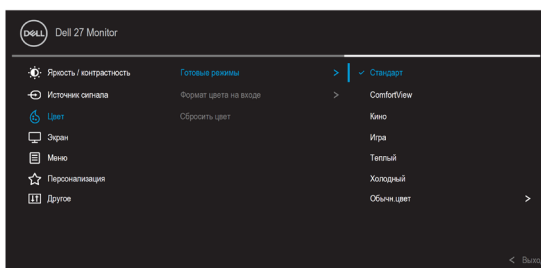 DELL
Dell 27 Monitor
Яркость / контрастность
Готовые режимы
>
✓ Стандарт
Источник сигнала
Формат цвета на входе
>
ComfortView
Цвет
Сбросить цвет
Кино
Экран
Игра
Меню
Теплый
Персонализация
Холодный
Другое
Обычн.цвет
>
< Выход